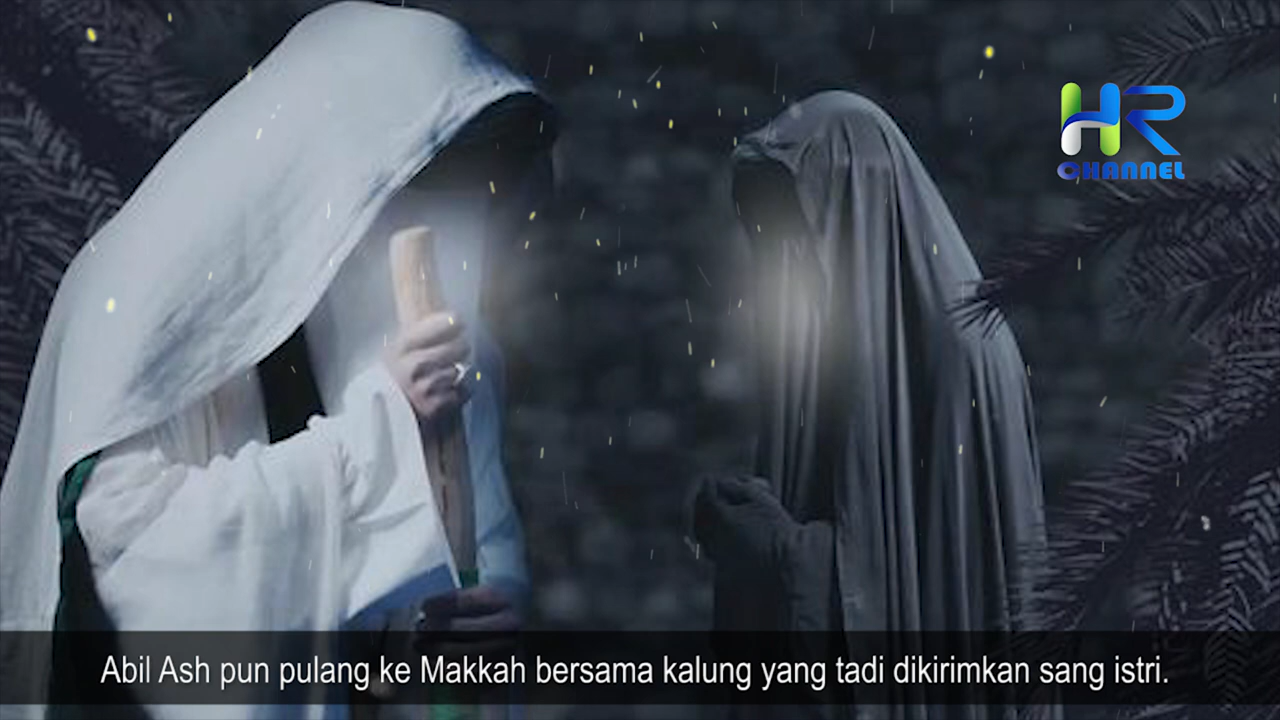 HR
CHANNEL
Abil Ash pun pulang ke Makkah bersama kalung yang tadi dikirimkan sang istri.